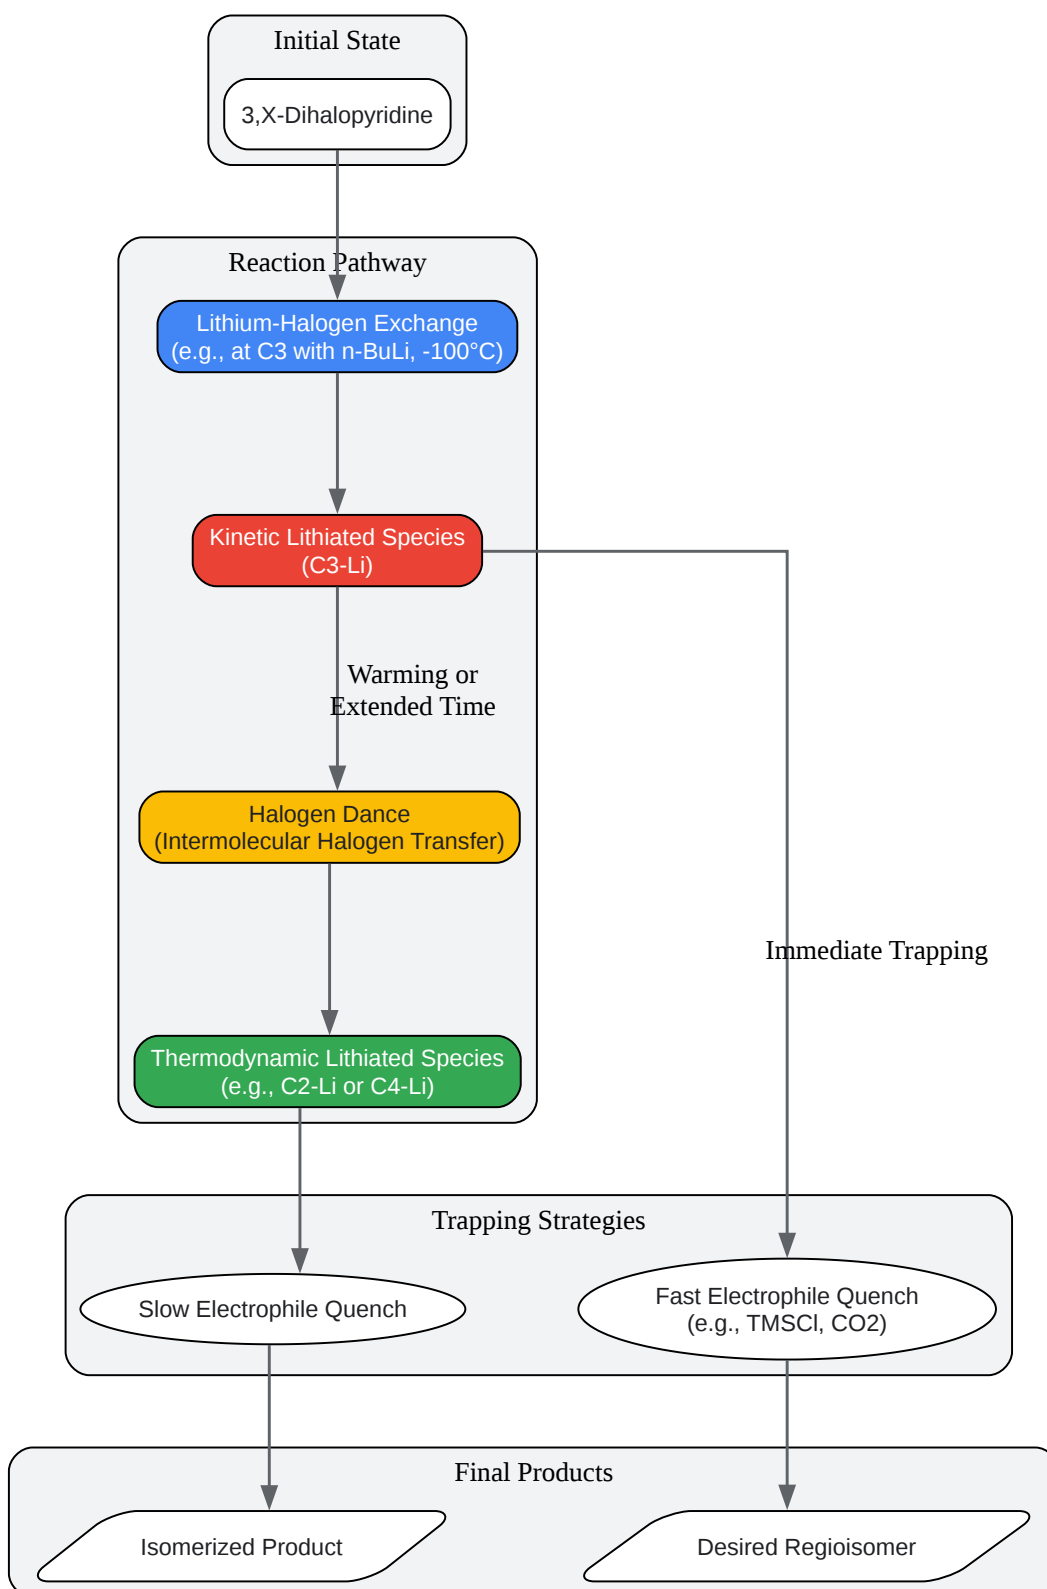 Initial State
3,X-Dihalopyridine
Reaction Pathway
Lithium-Halogen Exchange
(e.g., at C3 with n-BuLi, -100°C)
Kinetic Lithiated Species
(C3-Li)
Warming or
Extended Time
Halogen Dance
(Intermolecular Halogen Transfer)
Immediate Trapping
Thermodynamic Lithiated Species
(e.g., C2-Li or C4-Li)
Trapping Strategies
Slow Electrophile Quench
Fast Electrophile Quench
(e.g., TMSCl, CO2)
Final Products
Isomerized Product
Desired Regioisomer